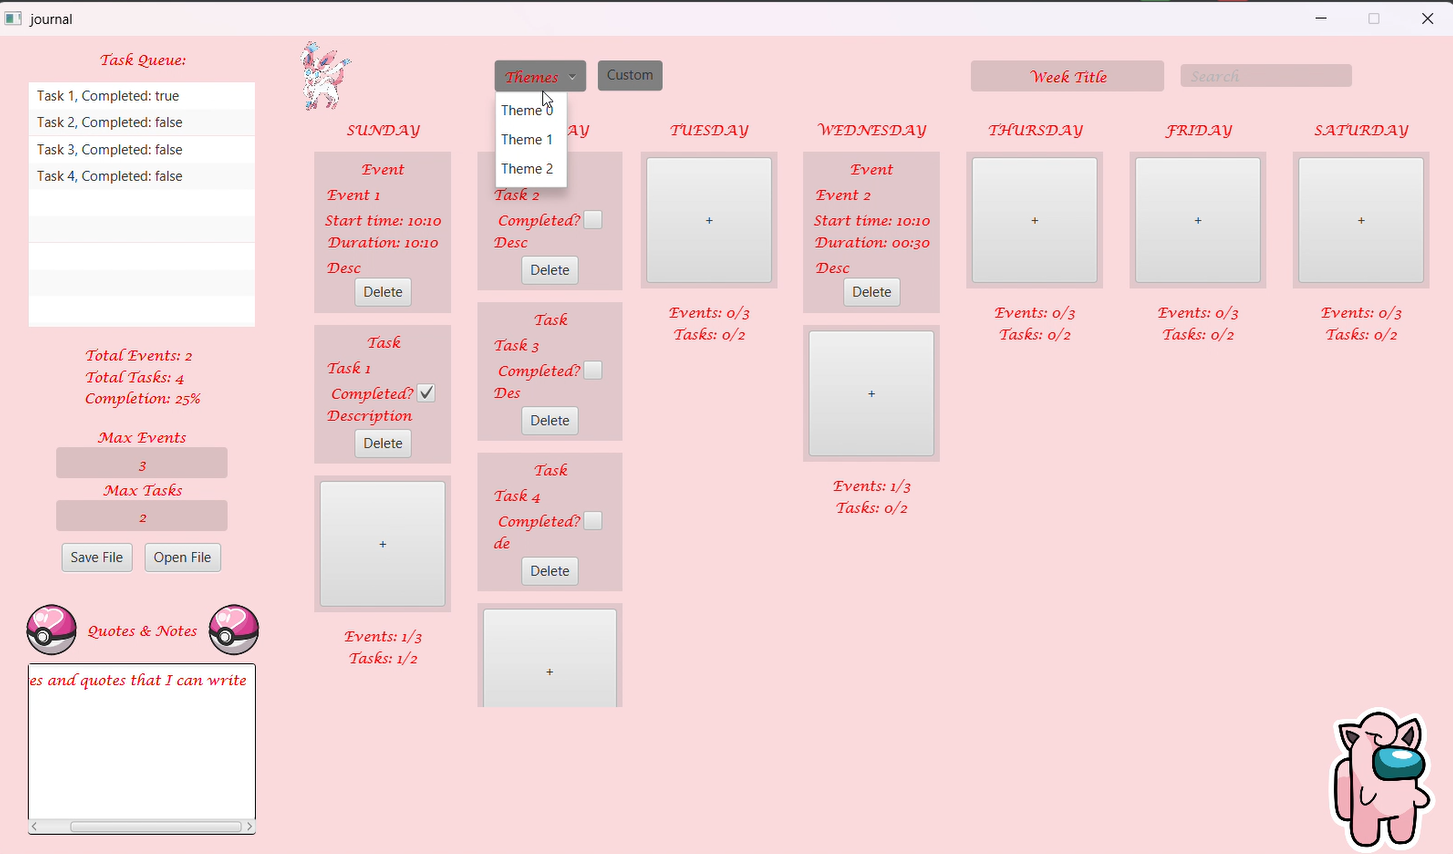 journal
Task Queue:
Task 1, Completed: true
Task 2, Completed: false
Task 3, Completed: false
Task 4, Completed: false
Total Events: 2
Total Tasks: 4
Completion: 25%
Max Events
3
Max Tasks
2
Save File
Open File
Quotes & Notes
es and quotes that I can write
Themes
Custom
Theme 0
Theme 1
Theme 2
Week Title
Search
SUNDAY
Event
Event 1
Start time: 10:10
Duration: 10:10
Desc
Delete
Task
Task 1
Completed?
Description
Delete
+
Events: 1/3
Tasks: 1/2
AY
Task 2
Completed?
Desc
Delete
Task
Task 3
Completed?
Des
Delete
Task
Task 4
Completed?
de
Delete
+
TUESDAY
+
Events: 0/3
Tasks: 0/2
WEDNESDAY
Event
Event 2
Start time: 10:10
Duration: 00:30
Desc
Delete
+
Events: 1/3
Tasks: 0/2
THURSDAY
+
Events: 0/3
Tasks: 0/2
FRIDAY
+
Events: 0/3
Tasks: 0/2
SATURDAY
+
Events: 0/3
Tasks: 0/2